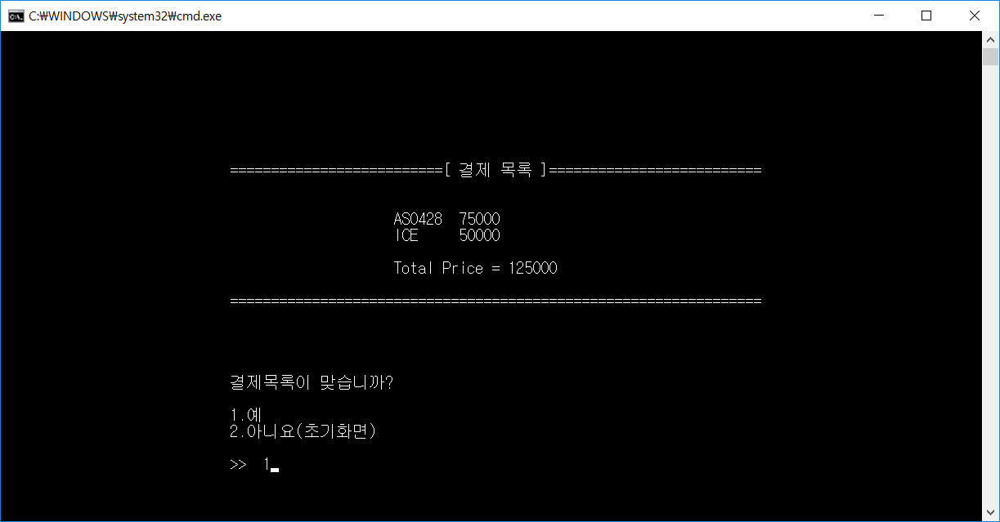 C:₩WINDOWS₩system32₩cmd.exe
==========================[ 결제 목록 ]==========================
AS0428  75000
ICE     50000
Total Price = 125000
=================================================================
결제목록이 맞습니까?
1.예
2.아니요(초기화면)
>>  1_